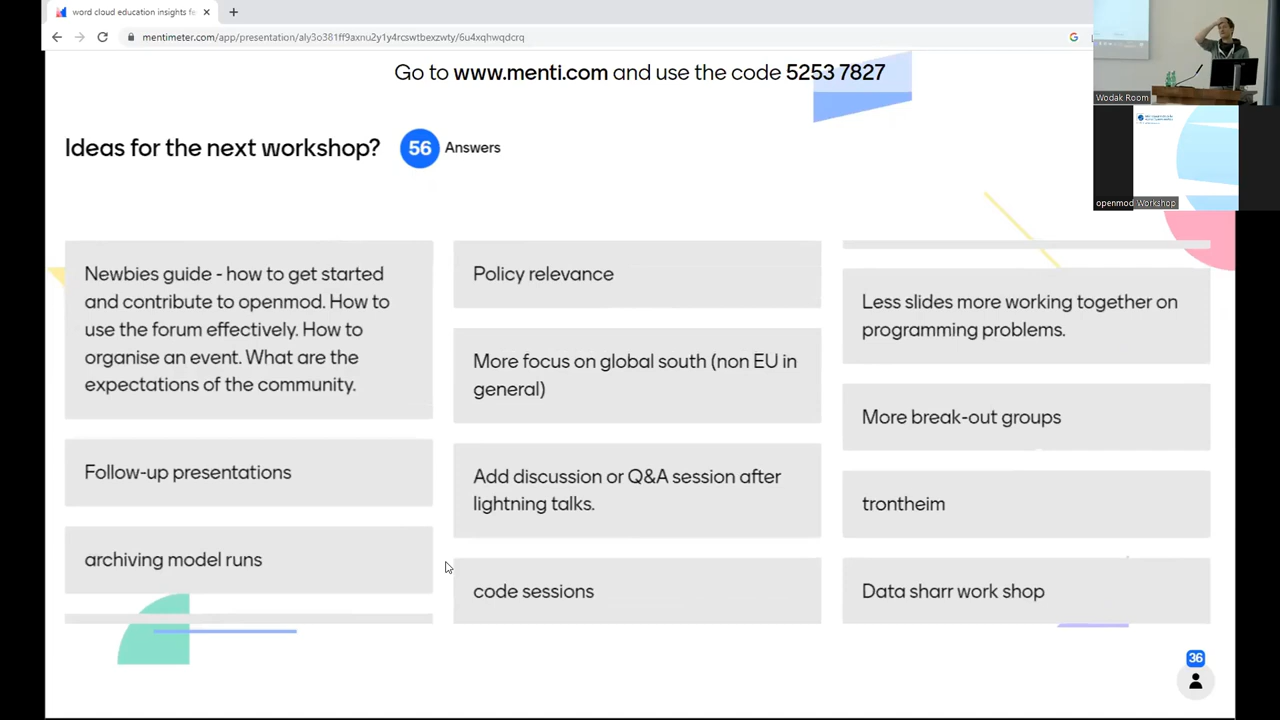 word cloud education insights fe
mentimeter.com/app/presentation/aly3o381ff9axnu2y1y4rcswtbexzwty/6u4xqhwqdcrq
Go to www.menti.com and use the code 5253 7827
Wodak Room
openmod Workshop
Ideas for the next workshop?
56
Answers
Newbies guide - how to get started
and contribute to openmod. How to
use the forum effectively. How to
organise an event. What are the
expectations of the community.
Follow-up presentations
archiving model runs
Policy relevance
More focus on global south (non EU in
general)
Add discussion or Q&A session after
lightning talks.
code sessions
Less slides more working together on
programming problems.
More break-out groups
trontheim
Data sharr work shop
36